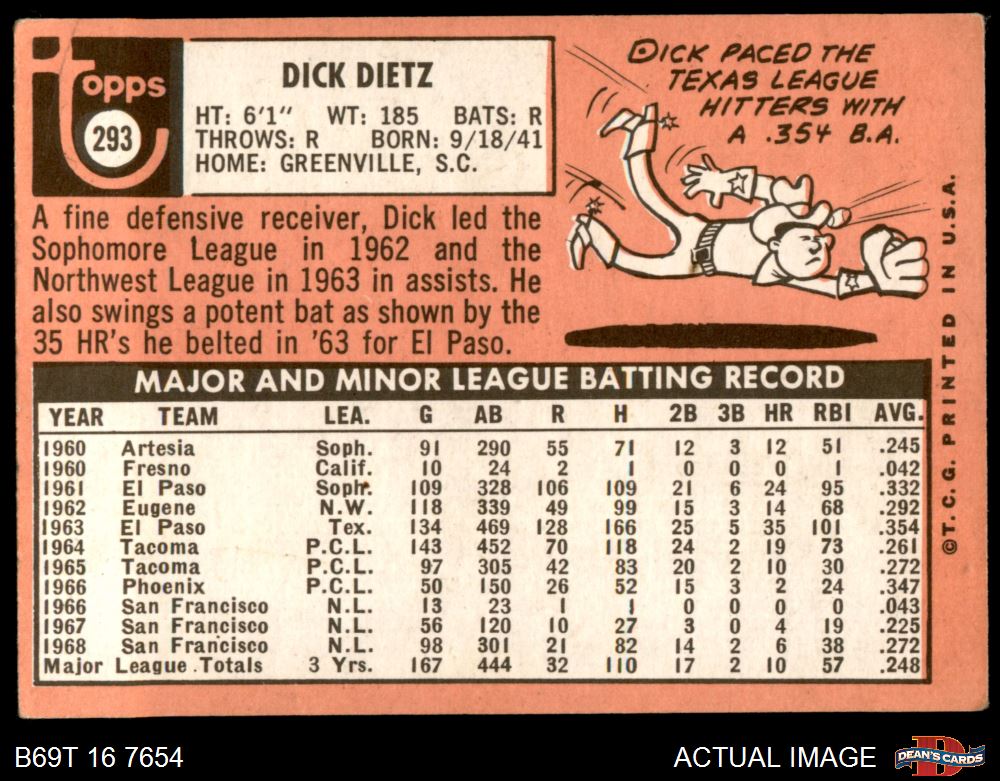 Topps
293
DICK DIETZ
HT: 6'1" WT: 185 BATS: R
THROWS: R BORN: 9/18/41
HOME: GREENVILLE, S.C.
DICK PACED THE
TEXAS LEAGUE
HITTERS WITH
A .354 B.A.
A fine defensive receiver, Dick led the
Sophomore League in 1962 and the
Northwest League in 1963 in assists. He
also swings a potent bat as shown by the
35 HR's he belted in '63 for El Paso.
MAJOR AND MINOR LEAGUE BATTING RECORD
YEAR TEAM LEA. G AB R H 2B 3B HR RBI AVG.
1960 Artesia Soph. 91 290 55 71 12 3 12 51 .245
1960 Fresno Calif. 10 24 2 1 0 0 0 1 .042
1961 El Paso Soph. 109 328 106 109 21 6 24 95 .332
1962 Eugene N.W. 118 339 49 99 15 3 14 68 .292
1963 El Paso Tex. 134 469 128 166 25 5 35 101 .354
1964 Tacoma P.C.L. 143 452 70 118 24 2 19 73 .261
1965 Tacoma P.C.L. 97 305 42 83 20 2 10 30 .272
1966 Phoenix P.C.L. 50 150 26 52 15 3 2 24 .347
1966 San Francisco N.L. 13 23 1 1 0 0 0 0 .043
1967 San Francisco N.L. 56 120 10 27 3 0 4 19 .225
1968 San Francisco N.L. 98 301 21 82 14 2 6 38 .272
Major League Totals 3 Yrs. 167 444 32 110 17 2 10 57 .248
©T. C. G. PRINTED IN U.S.A.
B69T 16 7654
ACTUAL IMAGE
DEAN'S CARDS